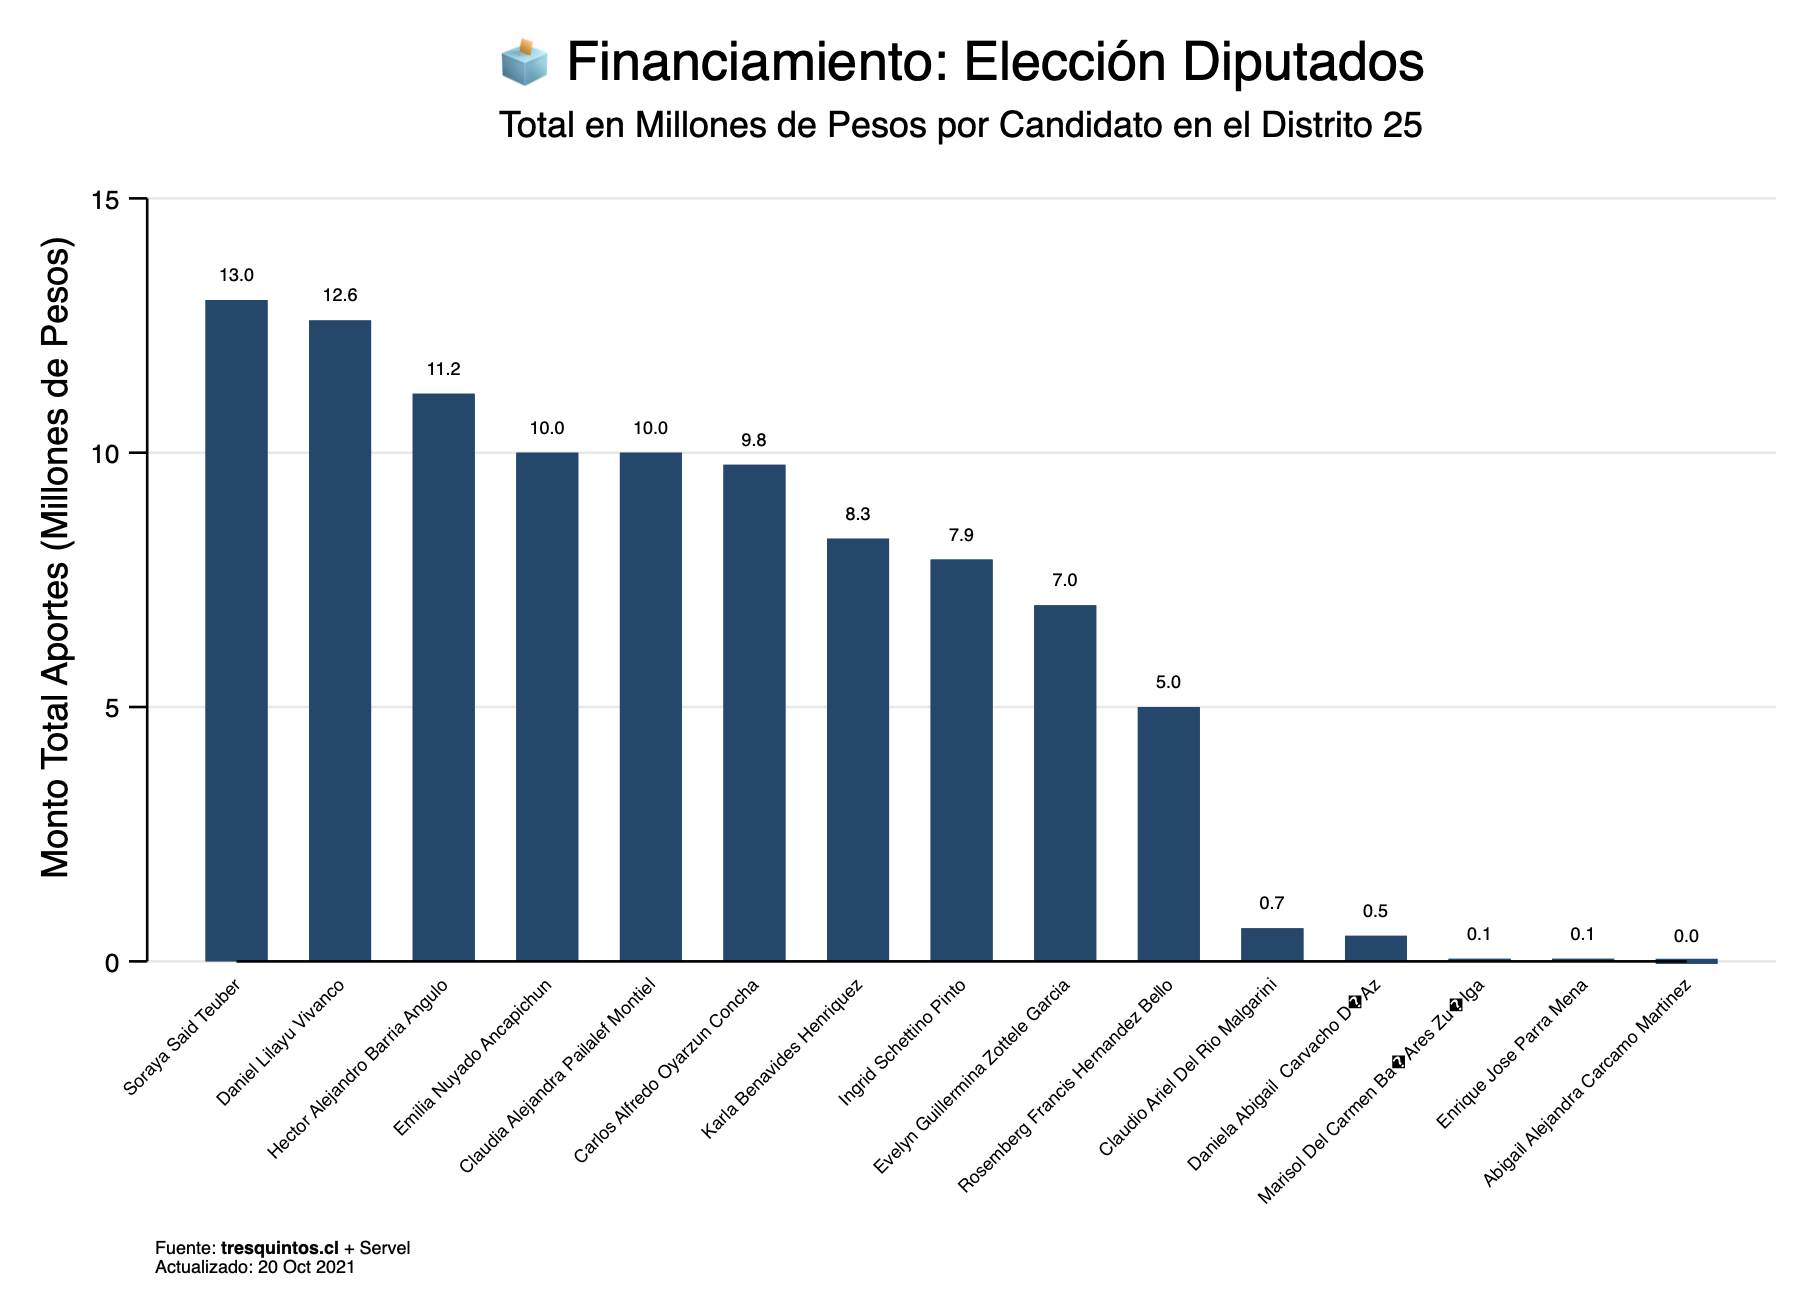 Financiamiento: Elección Diputados
Total en Millones de Pesos por Candidato en el Distrito 25
Monto Total Aportes (Millones de Pesos)
15
10
5
0
13.0
12.6
11.2
10.0
10.0
9.8
8.3
7.9
7.0
5.0
0.7
0.5
0.1
0.1
0.0
Soraya Said Teuber
Daniel Lilayu Vivanco
Hector Alejandro Barria Angulo
Emilia Nuyado Ancapichun
Claudia Alejandra Pailalef Montiel
Carlos Alfredo Oyarzun Concha
Karla Benavides Henriquez
Ingrid Schettino Pinto
Evelyn Guillermina Zottele Garcia
Rosemberg Francis Hernandez Bello
Claudio Ariel Del Rio Malgarini
Daniela Abigail  Carvacho D�Az
Marisol Del Carmen Ba�Ares Zu�Iga
Enrique Jose Parra Mena
Abigail Alejandra Carcamo Martinez
Fuente: tresquintos.cl + Servel
Actualizado: 20 Oct 2021